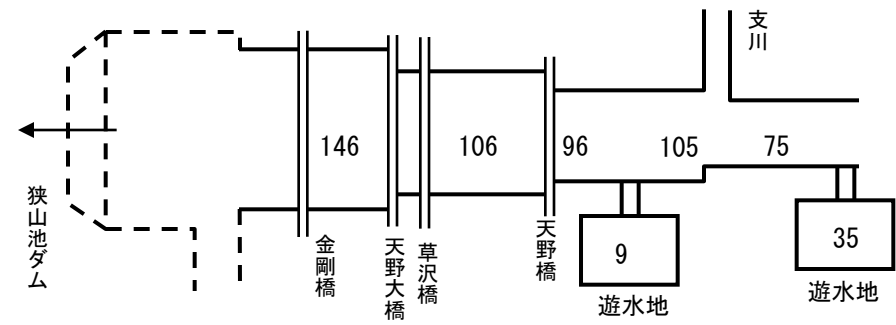 支川
146
106
96
105
75
狭山池ダム
金剛橋
天野大橋
草沢橋
天野橋
9
遊水地
35
遊水地